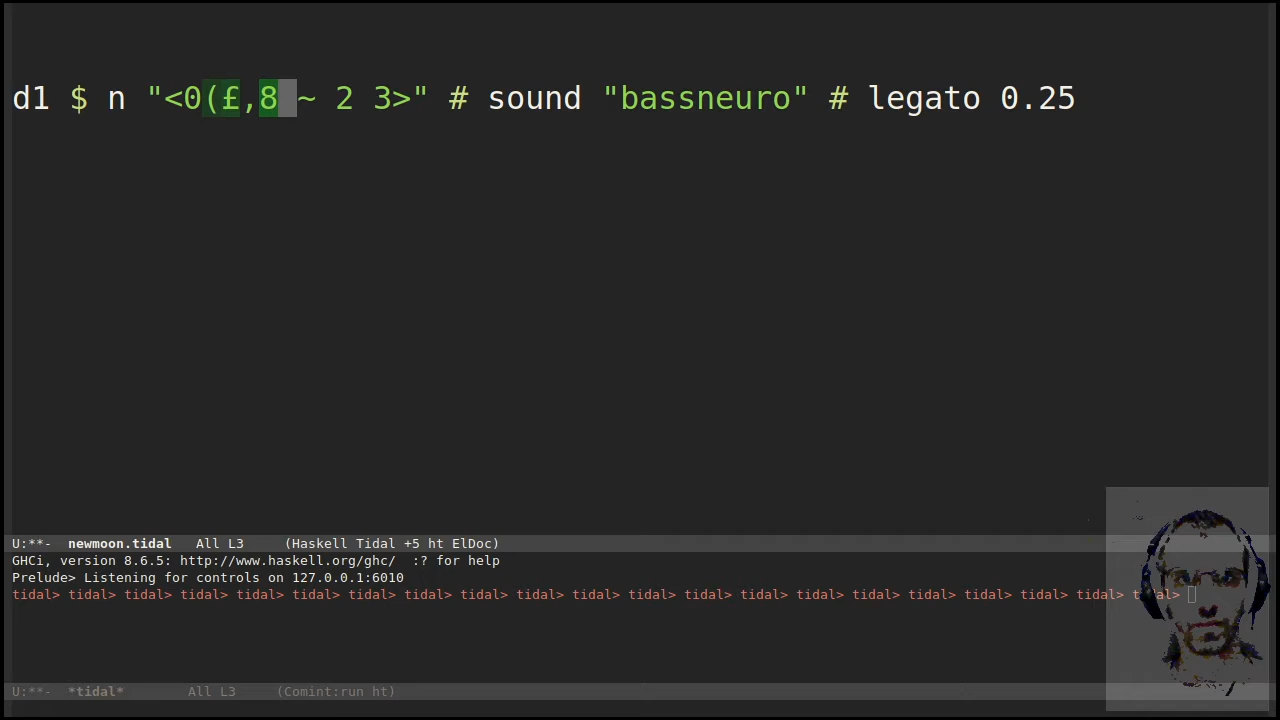 d1 $ n "<0(£,8 ~ 2 3>" # sound "bassneuro" # legato 0.25
U:**-  newmoon.tidal   All L3     (Haskell Tidal +5 ht ElDoc)
GHCi, version 8.6.5: http://www.haskell.org/ghc/  :? for help
Prelude> Listening for controls on 127.0.0.1:6010
tidal> tidal> tidal> tidal> tidal> tidal> tidal> tidal> tidal> tidal> tidal> tidal> tidal> tidal> tidal> tidal> tidal> tidal> tidal> tidal> tidal>
U:**-  *tidal*        All L3     (Comint:run ht)